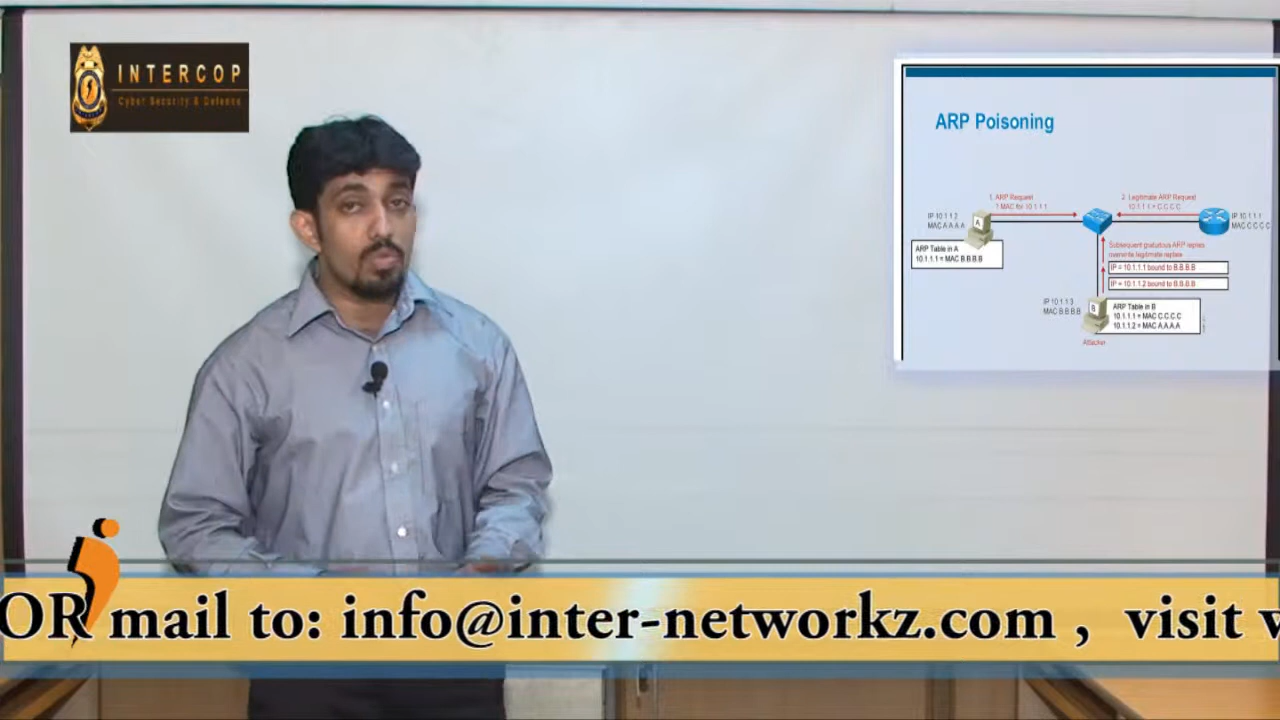 INTERCOP
Cyber Security & Defence
ARP Poisoning
1. ARP Request
? MAC for 10.1.1.1
2. Legitimate ARP Request
10.1.1.1 = C.C.C.C
IP 10.1.1.2
MAC A.A.A.A
A
IP 10.1.1.1
MAC C.C.C.C
ARP Table in A
10.1.1.1 = MAC B.B.B.B
Subsequent gratuitous ARP replies
overwrite legitimate replies
IP = 10.1.1.1 bound to B.B.B.B
IP = 10.1.1.2 bound to B.B.B.B
IP 10.1.1.3
MAC B.B.B.B
B
ARP Table in B
10.1.1.1 = MAC C.C.C.C
10.1.1.2 = MAC A.A.A.A
Attacker
OR mail to: info@inter-networkz.com , visit